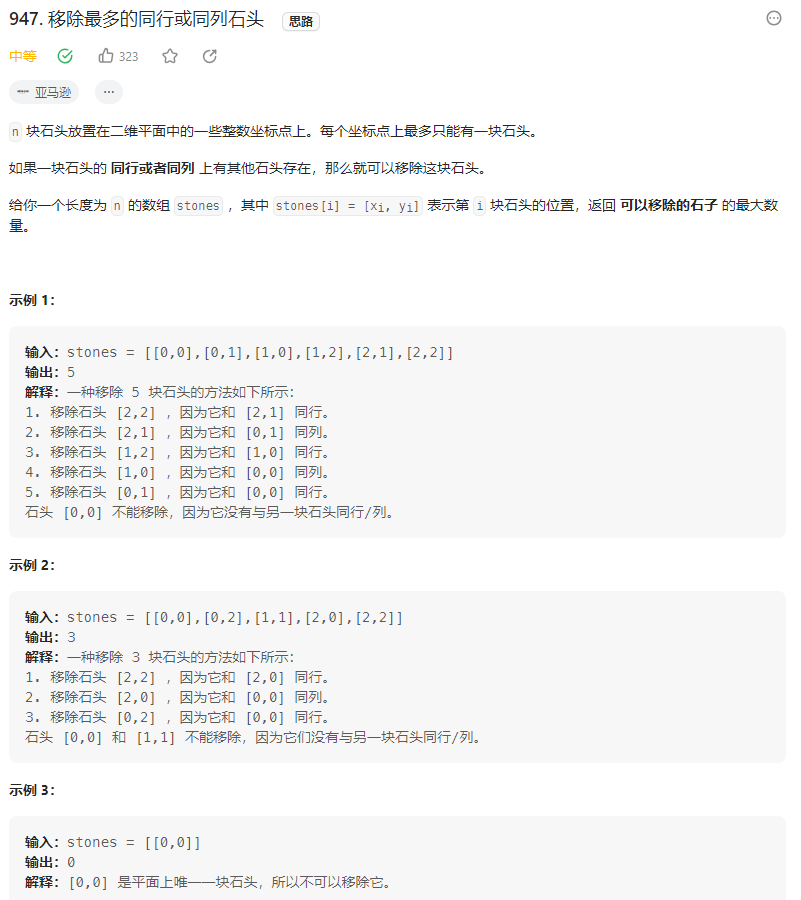 947. 移除最多的同行或同列石头 思路
中等 323
亚马逊 ...
n 块石头放置在二维平面中的一些整数坐标点上。每个坐标点上最多只能有一块石头。
如果一块石头的 同行或者同列 上有其他石头存在，那么就可以移除这块石头。
给你一个长度为 n 的数组 stones ，其中 stones[i] = [xi, yi] 表示第 i 块石头的位置，返回 可以移除的石子 的最大数
量。
示例 1：
输入：stones = [[0,0],[0,1],[1,0],[1,2],[2,1],[2,2]]
输出：5
解释：一种移除 5 块石头的方法如下所示：
1. 移除石头 [2,2] ，因为它和 [2,1] 同行。
2. 移除石头 [2,1] ，因为它和 [0,1] 同列。
3. 移除石头 [1,2] ，因为它和 [1,0] 同行。
4. 移除石头 [1,0] ，因为它和 [0,0] 同列。
5. 移除石头 [0,1] ，因为它和 [0,0] 同行。
石头 [0,0] 不能移除，因为它没有与另一块石头同行/列。
示例 2：
输入：stones = [[0,0],[0,2],[1,1],[2,0],[2,2]]
输出：3
解释：一种移除 3 块石头的方法如下所示：
1. 移除石头 [2,2] ，因为它和 [2,0] 同行。
2. 移除石头 [2,0] ，因为它和 [0,0] 同列。
3. 移除石头 [0,2] ，因为它和 [0,0] 同行。
石头 [0,0] 和 [1,1] 不能移除，因为它们没有与另一块石头同行/列。
示例 3：
输入：stones = [[0,0]]
输出：0
解释：[0,0] 是平面上唯一一块石头，所以不可以移除它。